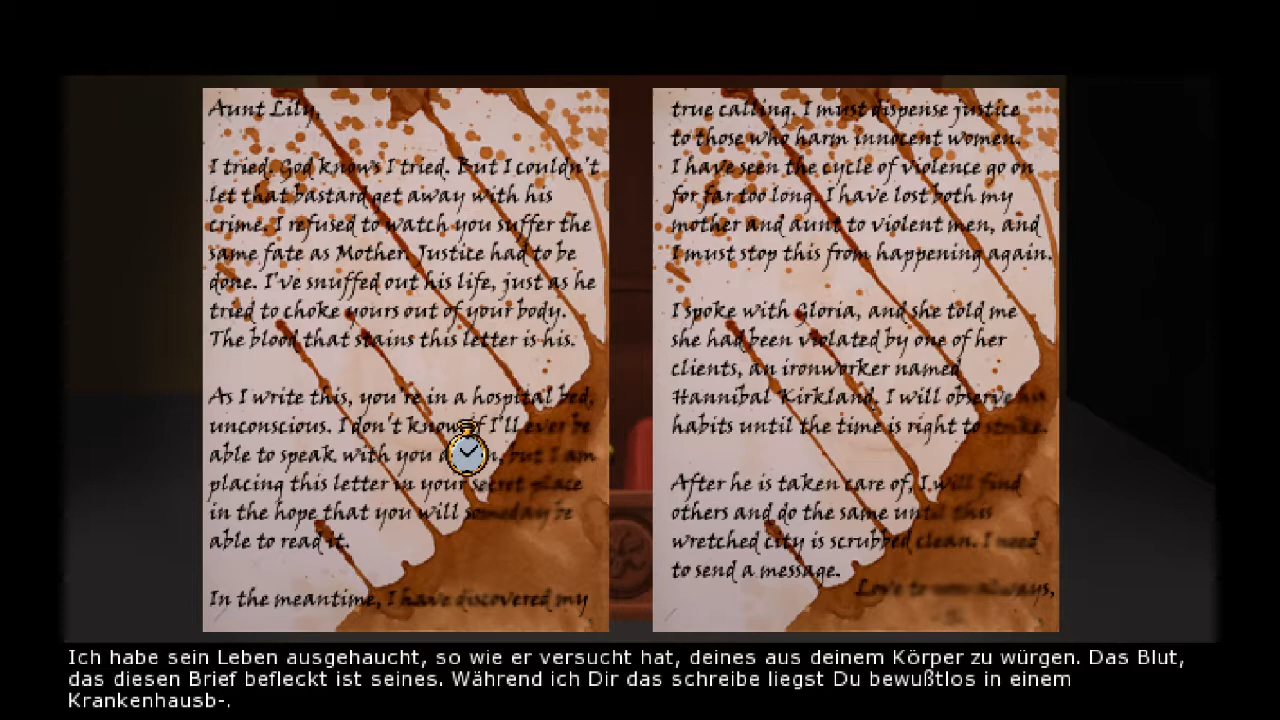 Aunt Lily,
I tried. God knows I tried. But I couldn't
let that bastard get away with his
crime. I refused to watch you suffer the
same fate as Mother. Justice had to be
done. I've snuffed out his life, just as he
tried to choke yours out of your body.
The blood that stains this letter is his.
As I write this, you're in a hospital bed,
unconscious. I don't know if I'll ever be
able to speak with you but I am
placing this letter in your secret place
in the hope that you will someday be
able to read it.
In the meantime, I have discovered my
true calling. I must dispense justice
to those who harm innocent women.
I have seen the cycle of violence go on
for far too long. I have lost both my
mother and aunt to violent men, and
I must stop this from happening again.
I spoke with Gloria, and she told me
she had been violated by one of her
clients, an ironworker named
Hannibal Kirkland. I will observe his
habits until the time is right to strike.
After he is taken care of, I will find
others and do the same until this
wretched city is scrubbed clean. I need
to send a message.
Love to you always,
Ich habe sein Leben ausgehaucht, so wie er versucht hat, deines aus deinem Körper zu würgen. Das Blut,
das diesen Brief befleckt ist seines. Während ich Dir das schreibe liegst Du bewußtlos in einem
Krankenhausb-.